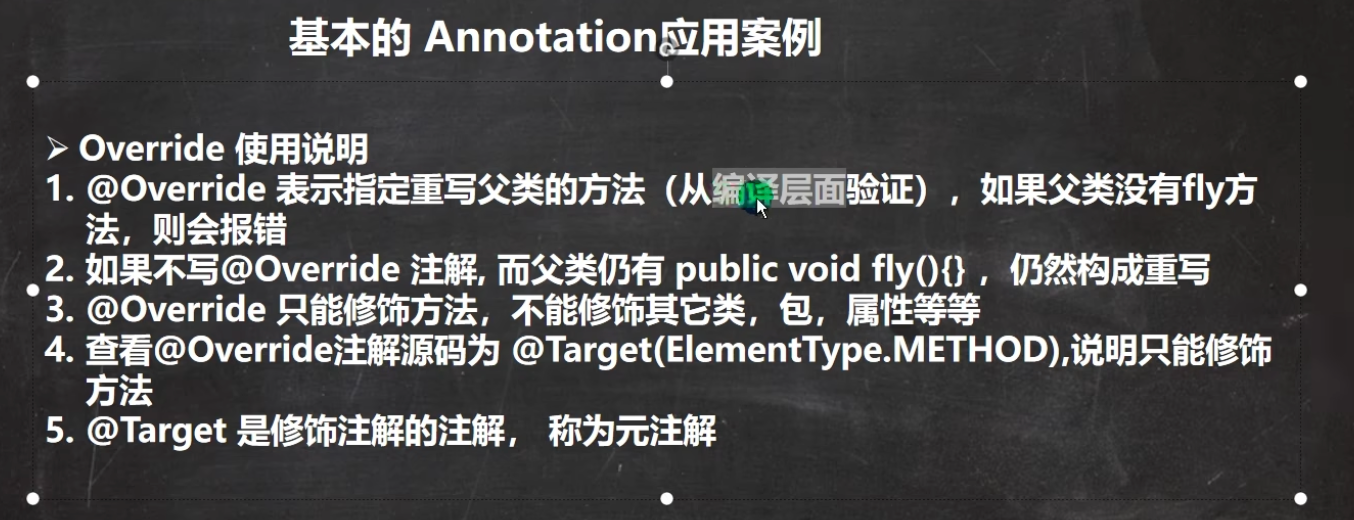 基本的 Annotation应用案例
➢ Override 使用说明
1. @Override 表示指定重写父类的方法（从编译层面验证），如果父类没有fly方
法，则会报错
2. 如果不写@Override 注解, 而父类仍有 public void fly(){} ，仍然构成重写
3. @Override 只能修饰方法，不能修饰其它类，包，属性等等
4. 查看@Override注解源码为 @Target(ElementType.METHOD),说明只能修饰
方法
5. @Target 是修饰注解的注解， 称为元注解